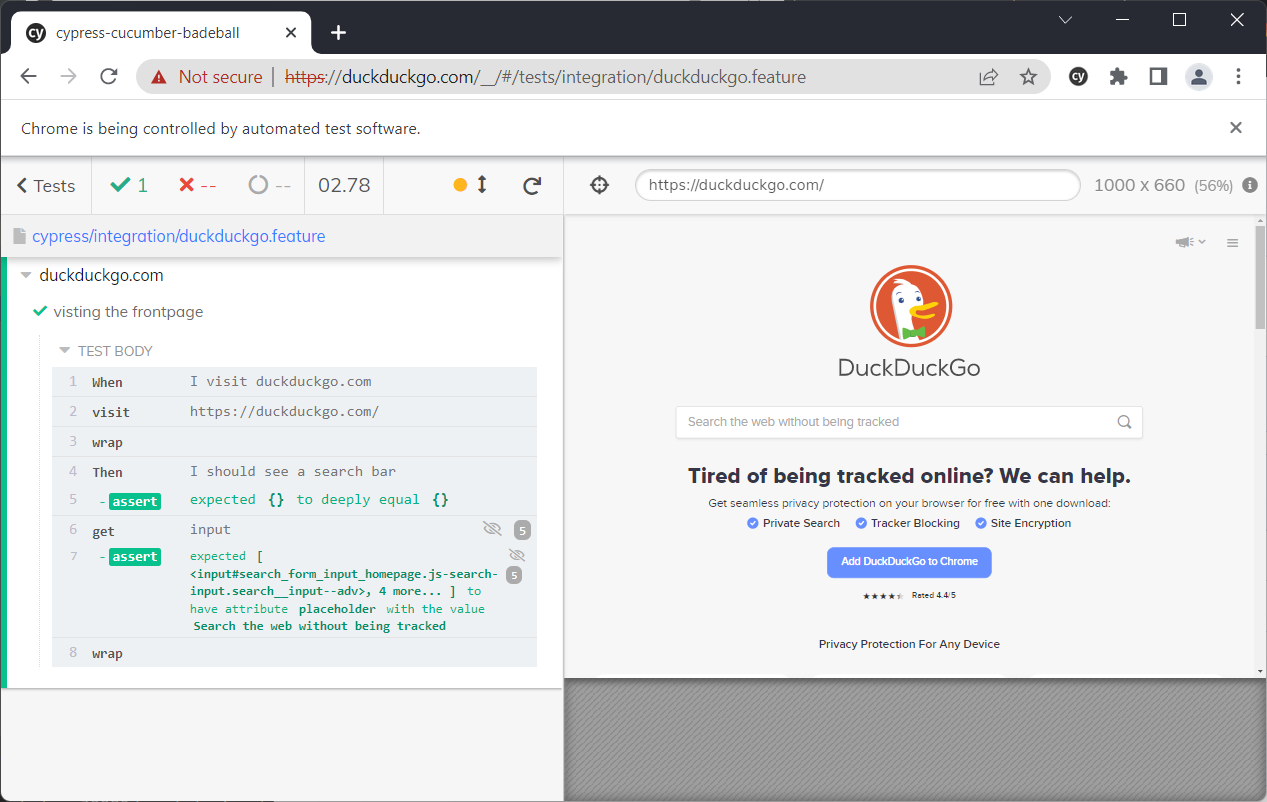 cy cypress-cucumber-badeball
Not secure | https://duckduckgo.com/__/#/tests/integration/duckduckgo.feature
cy
Chrome is being controlled by automated test software.
Tests
1
--
--
02.78
https://duckduckgo.com/
1000 x 660 (56%)
cypress/integration/duckduckgo.feature
duckduckgo.com
visting the frontpage
TEST BODY
1 When I visit duckduckgo.com
2 visit https://duckduckgo.com/
3 wrap
4 Then I should see a search bar
5 -assert expected {} to deeply equal {}
6 get input 5
7 -assert expected [
<input#search_form_input_homepage.js-search- 5
input.search__input--adv>, 4 more... ] to
have attribute placeholder with the value
Search the web without being tracked
8 wrap
DuckDuckGo
Search the web without being tracked
Tired of being tracked online? We can help.
Get seamless privacy protection on your browser for free with one download:
Private Search Tracker Blocking Site Encryption
Add DuckDuckGo to Chrome
★★★★ Rated 4.4/5
Privacy Protection For Any Device